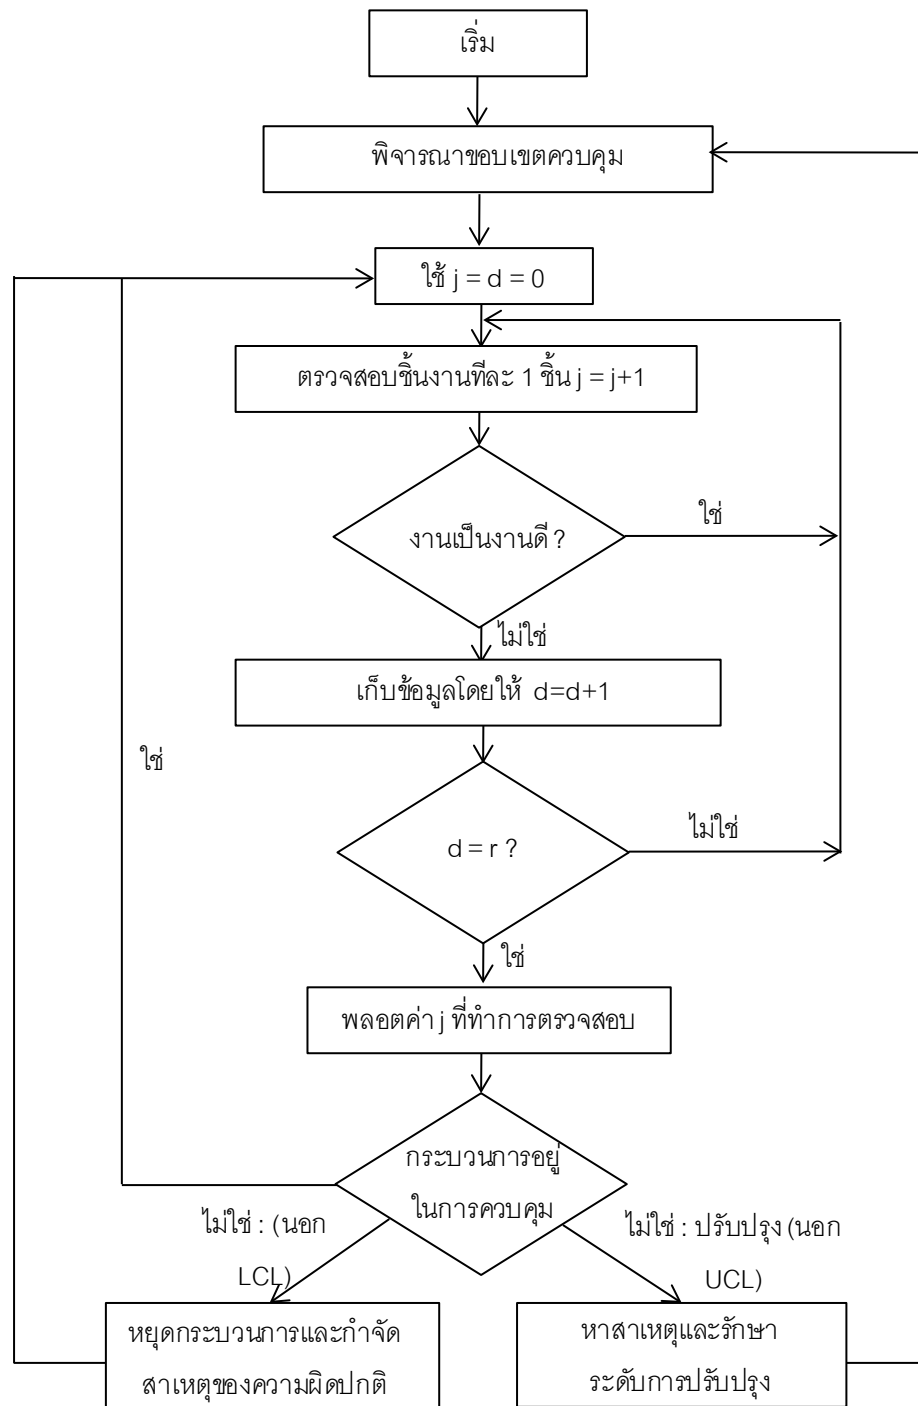 เริ่ม
พิจารณาขอบเขตควบคุม
ใช้ j = d = 0
ตรวจสอบชิ้นงานทีละ 1 ชิ้น j = j+1
งานเป็นงานดี ?
ใช่
ไม่ใช่
เก็บข้อมูลโดยให้ d=d+1
ใช่
d = r ?
ไม่ใช่
ใช่
พลอตค่า j ที่ทำการตรวจสอบ
กระบวนการอยู่
ในการควบคุม
ไม่ใช่ : (นอก
LCL)
ไม่ใช่ : ปรับปรุง (นอก
UCL)
หยุดกระบวนการและกำจัด
สาเหตุของความผิดปกติ
หาสาเหตุและรักษา
ระดับการปรับปรุง